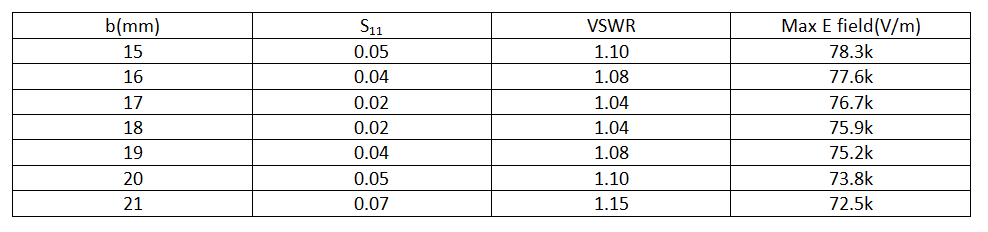 b(mm) S11 VSWR Max E field(V/m)
15 0.05 1.10 78.3k
16 0.04 1.08 77.6k
17 0.02 1.04 76.7k
18 0.02 1.04 75.9k
19 0.04 1.08 75.2k
20 0.05 1.10 73.8k
21 0.07 1.15 72.5k